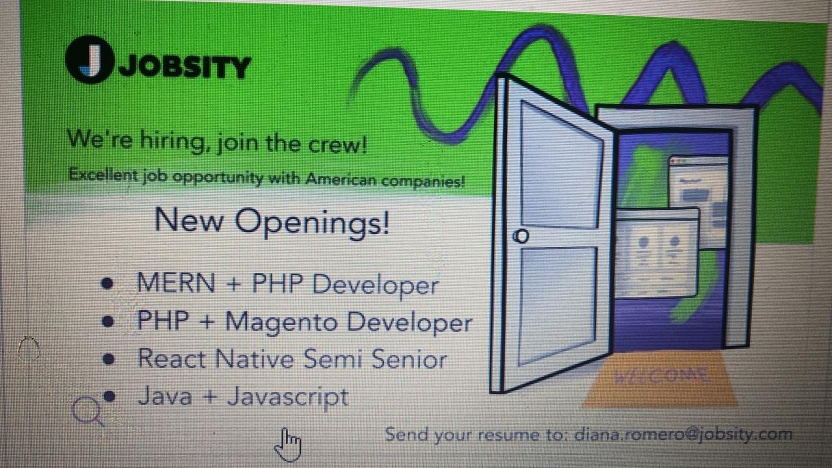 JOBSITY
We're hiring, join the crew!
Excellent job opportunity with American companies!
New Openings!
• MERN + PHP Developer
• PHP + Magento Developer
• React Native Semi Senior
• Java + Javascript
WELCOME
Send your resume to: diana.romero@jobsity.com